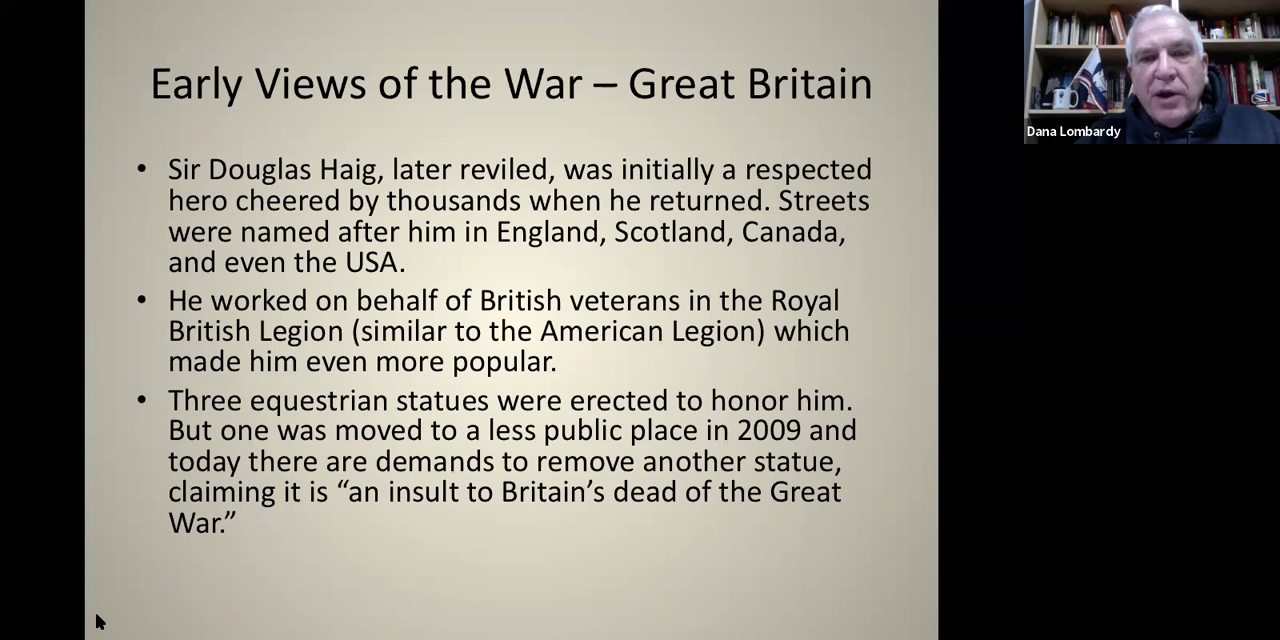 Early Views of the War – Great Britain
• Sir Douglas Haig, later reviled, was initially a respected
hero cheered by thousands when he returned. Streets
were named after him in England, Scotland, Canada,
and even the USA.
• He worked on behalf of British veterans in the Royal
British Legion (similar to the American Legion) which
made him even more popular.
• Three equestrian statues were erected to honor him.
But one was moved to a less public place in 2009 and
today there are demands to remove another statue,
claiming it is “an insult to Britain’s dead of the Great
War.”
Dana Lombardy